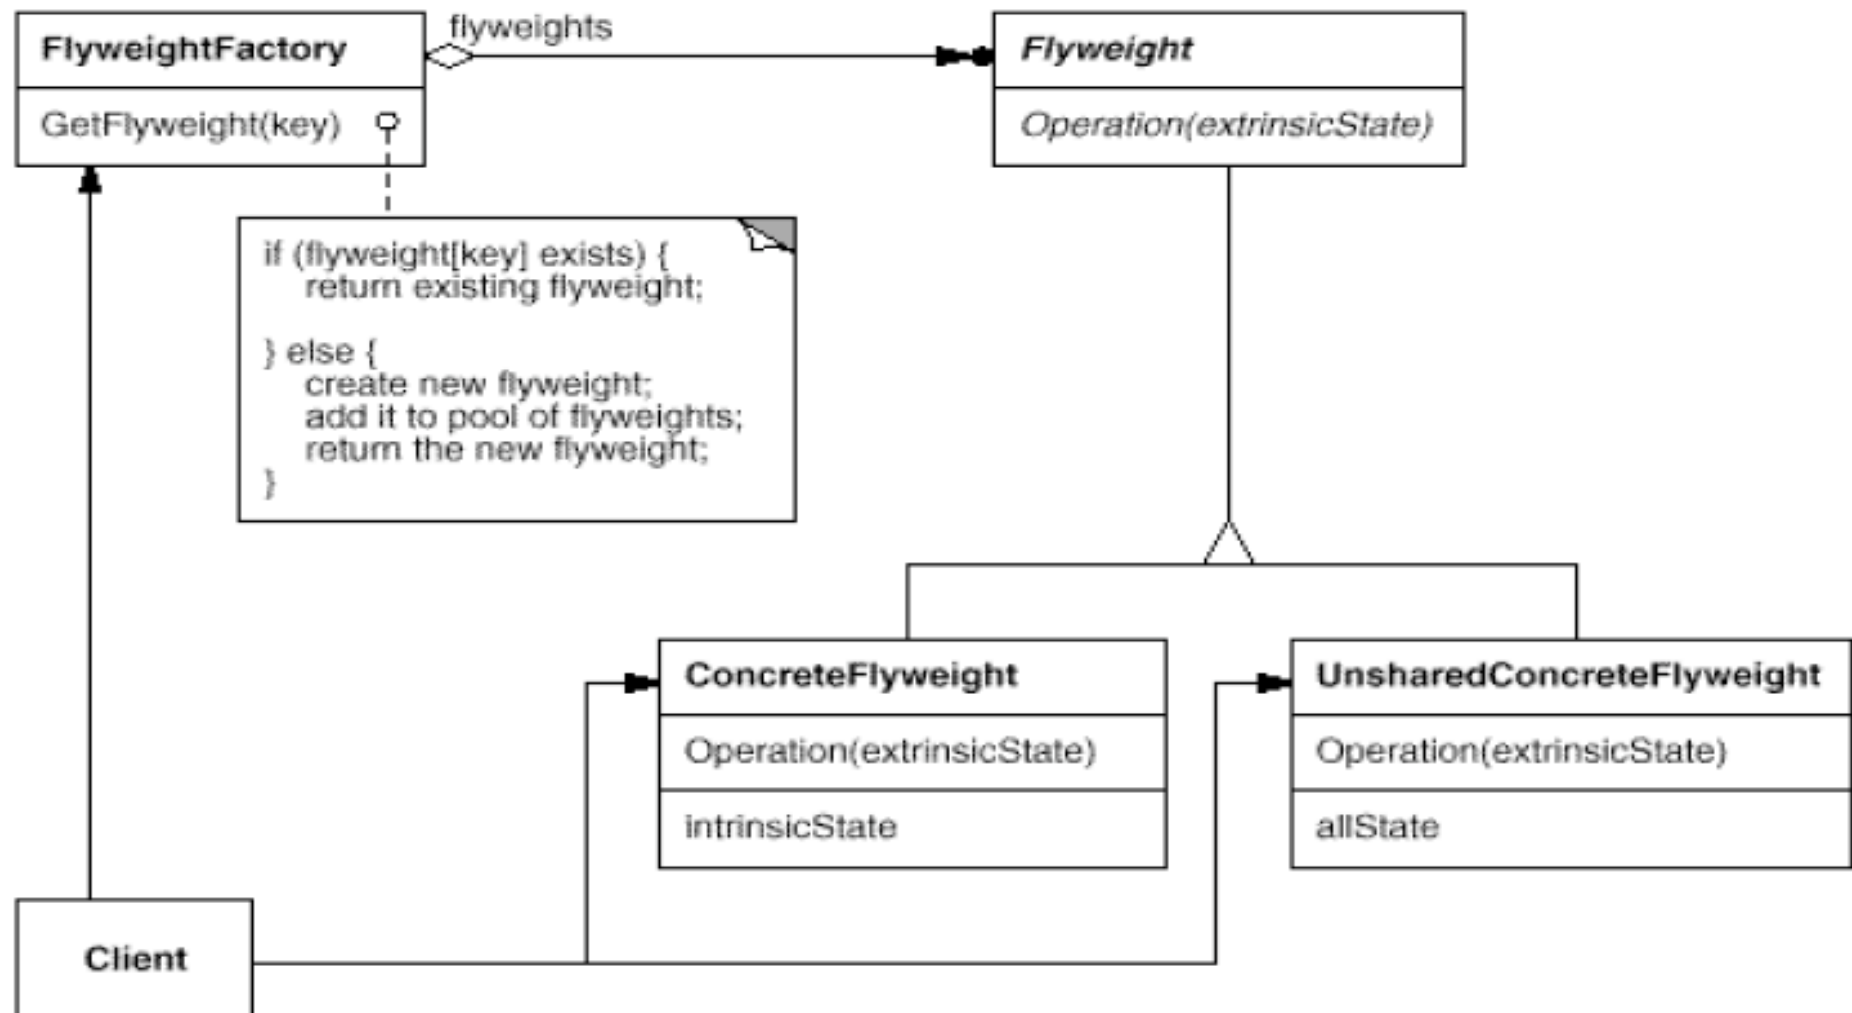 flyweights
FlyweightFactory
GetFlyweight(key)
Flyweight
Operation(extrinsicState)
if (flyweight[key] exists) {
return existing flyweight;
} else {
create new flyweight;
add it to pool of flyweights;
return the new flyweight;
}
ConcreteFlyweight
Operation(extrinsicState)
intrinsicState
UnsharedConcreteFlyweight
Operation(extrinsicState)
allState
Client